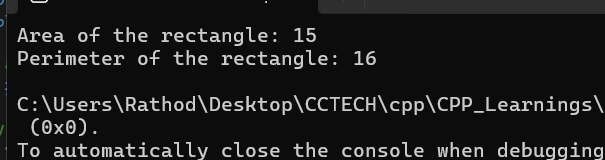 Area of the rectangle: 15
Perimeter of the rectangle: 16
C:\Users\Rathod\Desktop\CCTECH\cpp\CPP_Learnings\
(0x0).
To automatically close the console when debugging